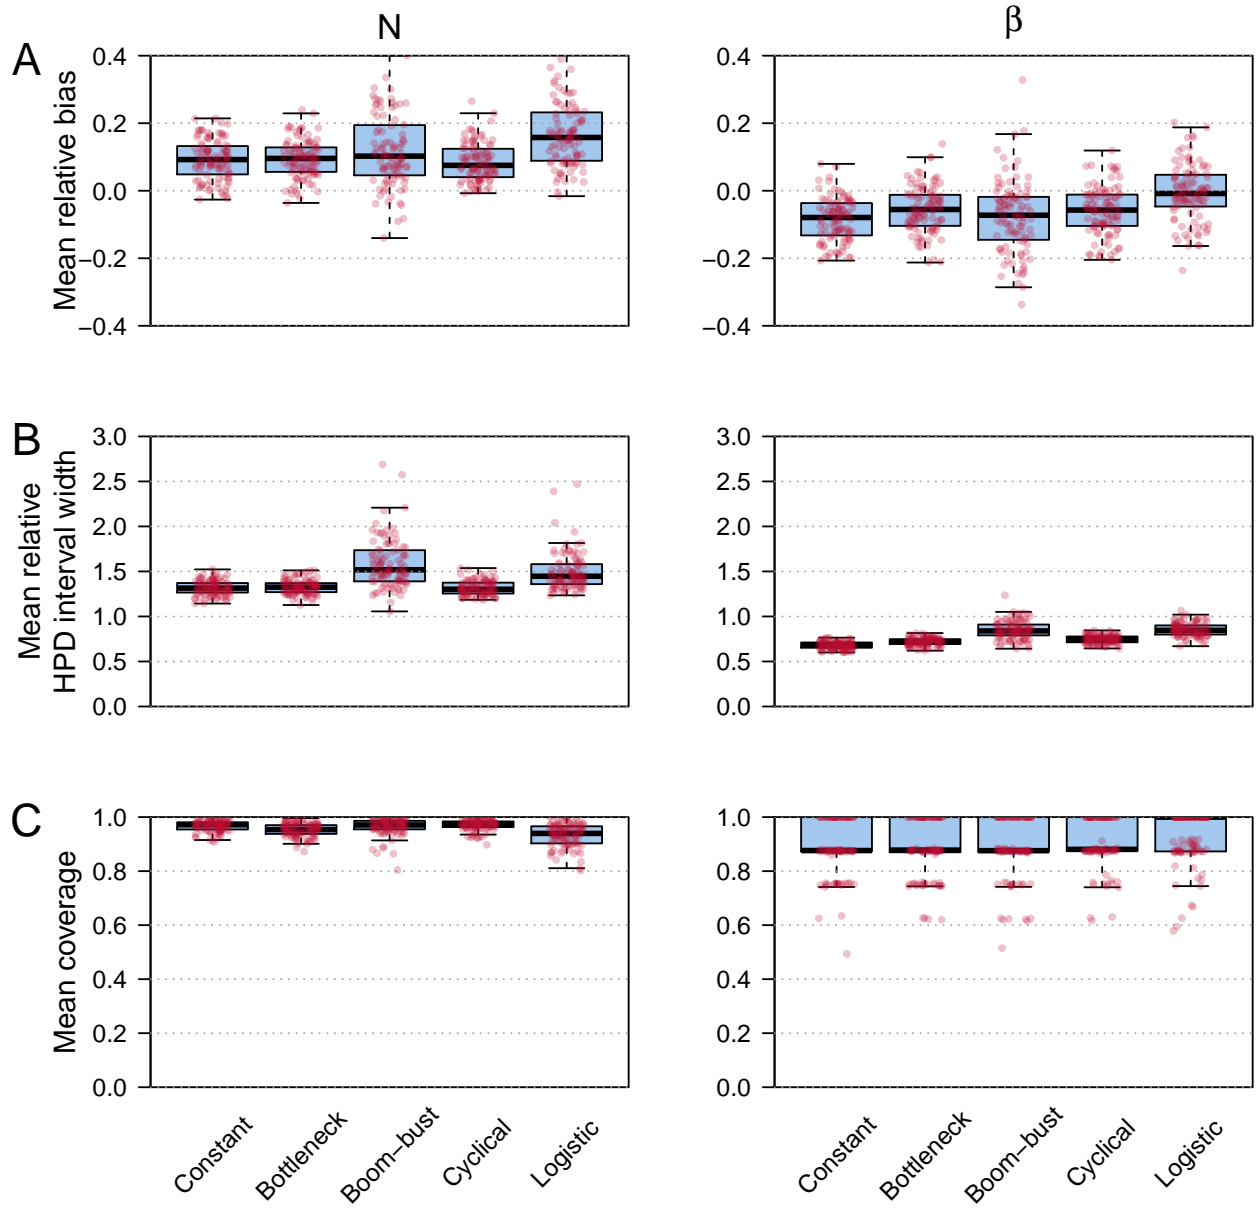 N
β
A
Mean relative bias
0.4
0.2
0.0
−0.2
−0.4
0.4
0.2
0.0
−0.2
−0.4
B
Mean relative
HPD interval width
3.0
2.5
2.0
1.5
1.0
0.5
0.0
3.0
2.5
2.0
1.5
1.0
0.5
0.0
C
Mean coverage
1.0
0.8
0.6
0.4
0.2
0.0
1.0
0.8
0.6
0.4
0.2
0.0
Constant
Bottleneck
Boom−bust
Cyclical
Logistic
Constant
Bottleneck
Boom−bust
Cyclical
Logistic